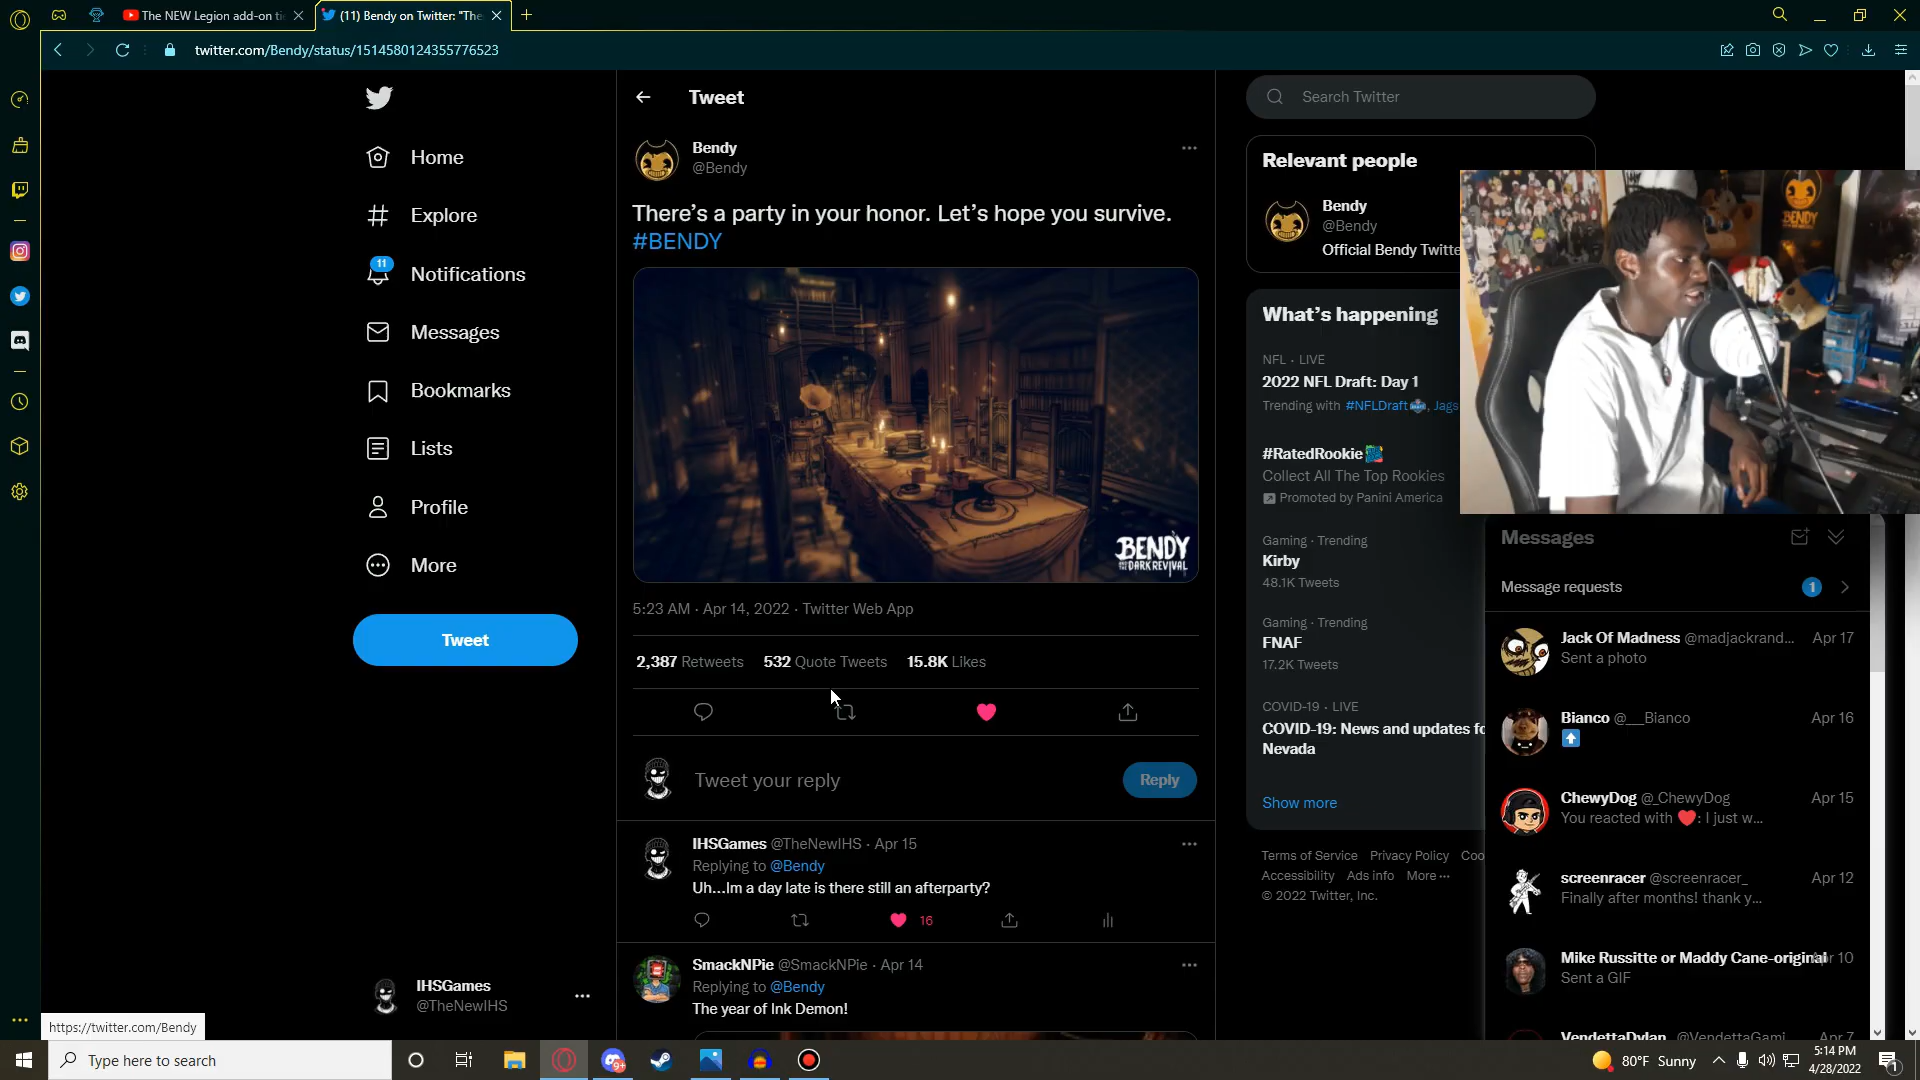 The NEW Legion add-on ti
(11) Bendy on Twitter: "The
twitter.com/Bendy/status/1514580124355776523
Home
Explore
11
Notifications
Messages
Bookmarks
Lists
Profile
More
Tweet
IHSGames
@TheNewIHS
https://twitter.com/Bendy
Tweet
Bendy
@Bendy
There's a party in your honor. Let's hope you survive.
#BENDY
BENDY
AND THE DARK REVIVAL
5:23 AM · Apr 14, 2022 · Twitter Web App
2,387 Retweets 532 Quote Tweets 15.8K Likes
Tweet your reply
Reply
IHSGames @TheNewIHS · Apr 15
Replying to @Bendy
Uh...Im a day late is there still an afterparty?
16
SmackNPie @SmackNPie · Apr 14
Replying to @Bendy
The year of Ink Demon!
Search Twitter
Relevant people
Bendy
@Bendy
Official Bendy Twitte
BENDY
What's happening
NFL · LIVE
2022 NFL Draft: Day 1
Trending with #NFLDraft, Jags
#RatedRookie
Collect All The Top Rookies
Promoted by Panini America
Gaming · Trending
Kirby
48.1K Tweets
Gaming · Trending
FNAF
17.2K Tweets
COVID-19 · LIVE
COVID-19: News and updates fo
Nevada
Show more
Terms of Service Privacy Policy Coo
Accessibility Ads info More ···
© 2022 Twitter, Inc.
Messages
Message requests
1
Jack Of Madness @madjackrand... Apr 17
Sent a photo
Bianco @___Bianco Apr 16
ChewyDog @_ChewyDog Apr 15
You reacted with ❤️: I just w...
screenracer @screenracer_ Apr 12
Finally after months! thank y...
Mike Russitte or Maddy Cane-original Apr 10
Sent a GIF
VendettaDylan @VendettaGami Apr 7
Type here to search
9+
80°F Sunny
5:14 PM
4/28/2022
1